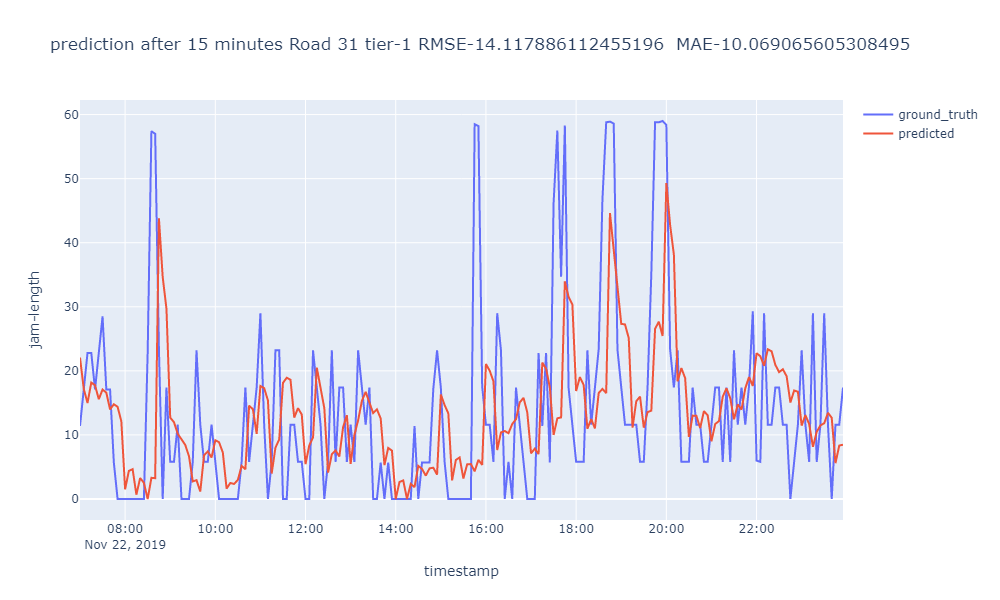 prediction after 15 minutes Road 31 tier-1 RMSE-14.117886112455196  MAE-10.069065605308495
ground_truth
predicted
60
50
40
30
20
10
0
jam-length
08:00 10:00 12:00 14:00 16:00 18:00 20:00 22:00
Nov 22, 2019
timestamp